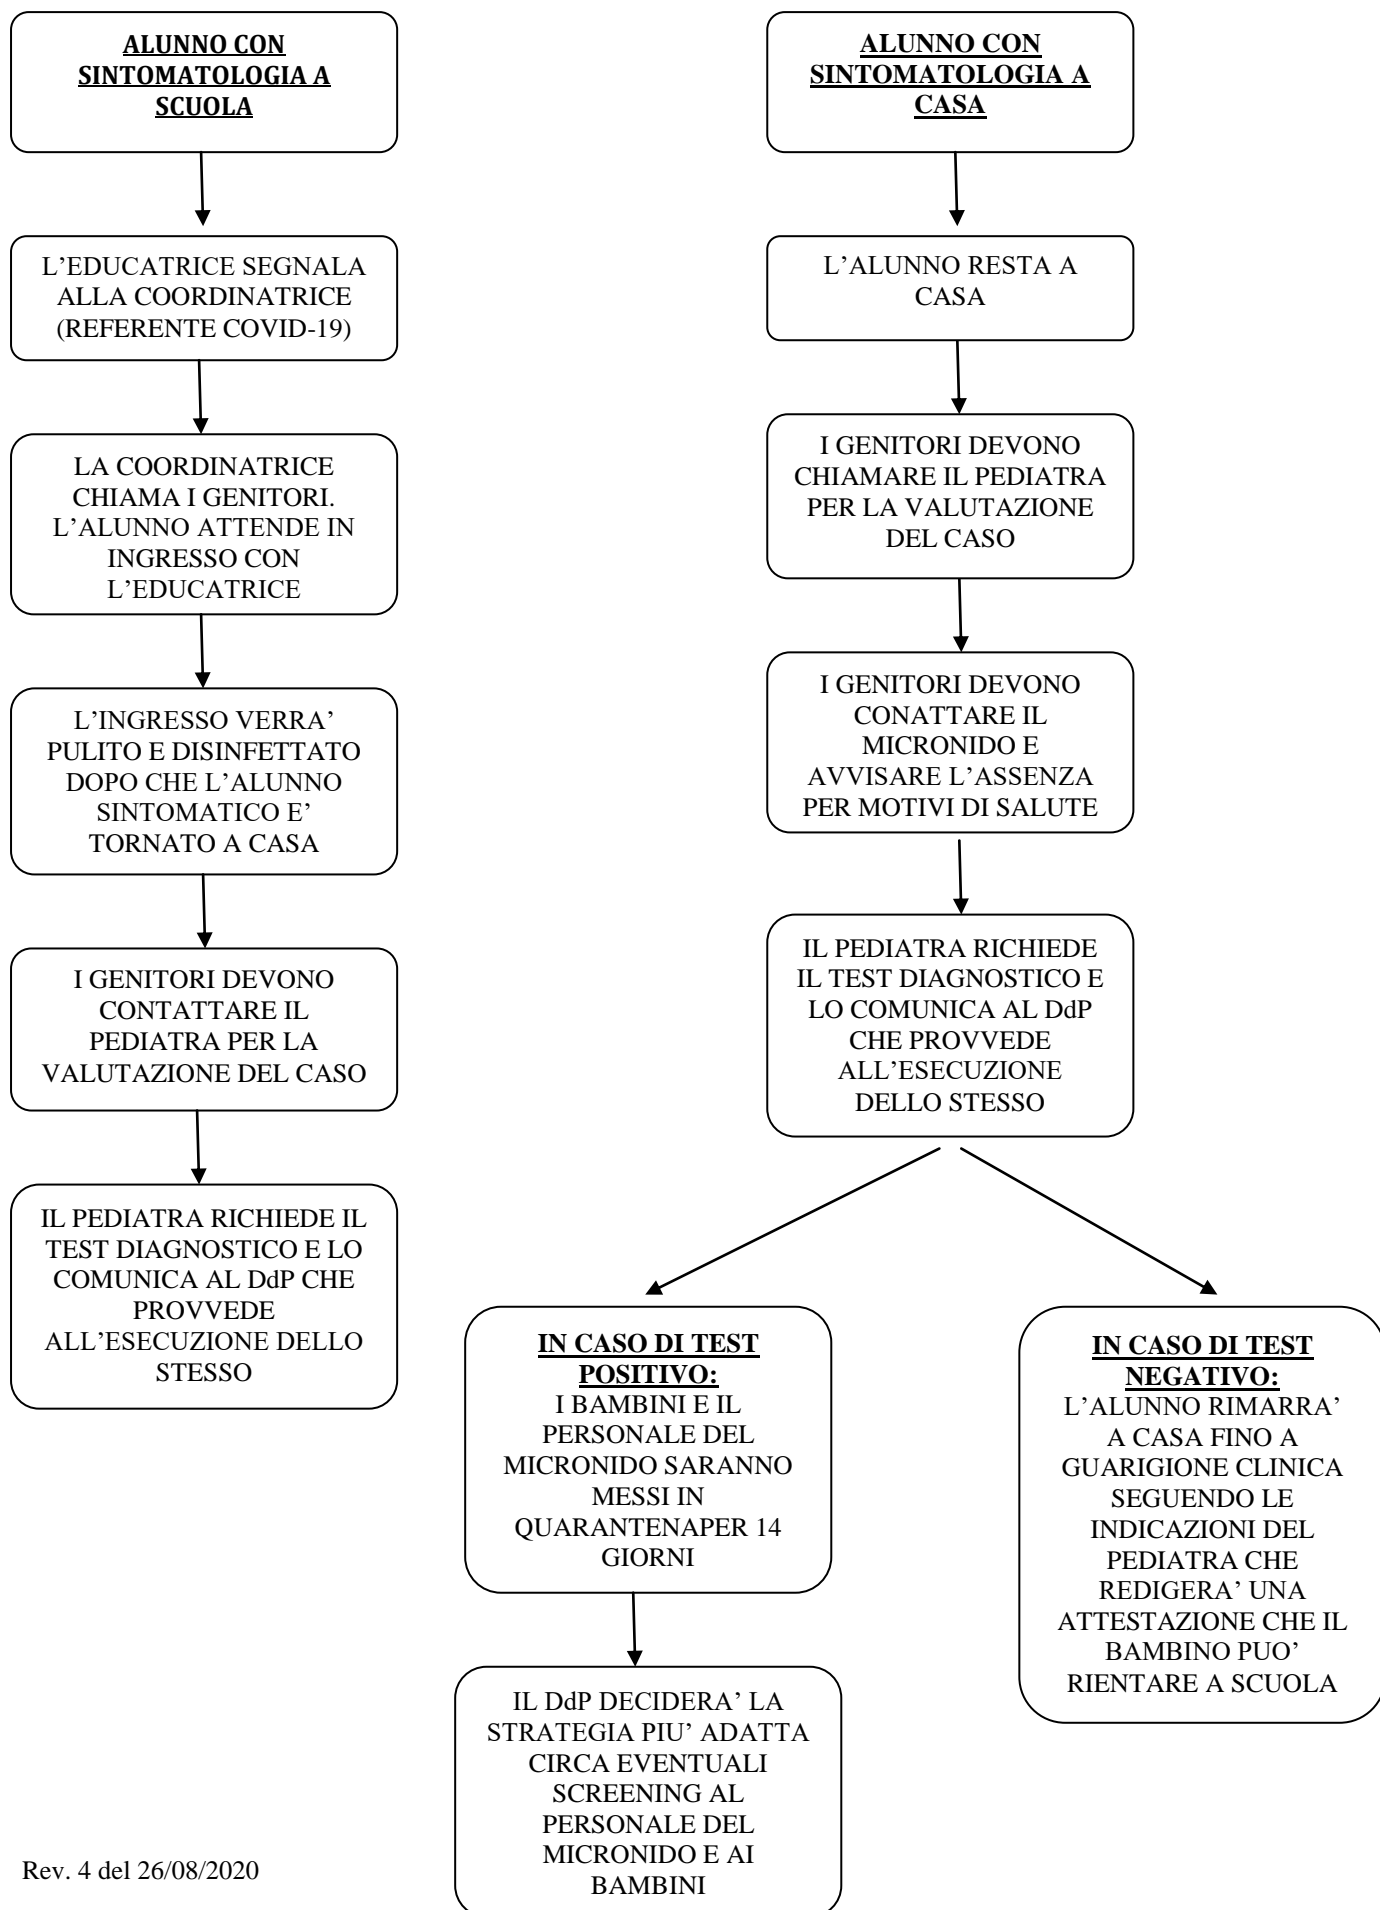 ALUNNO CON
SINTOMATOLOGIA A
SCUOLA
L’EDUCATRICE SEGNALA
ALLA COORDINATRICE
(REFERENTE COVID-19)
LA COORDINATRICE
CHIAMA I GENITORI.
L’ALUNNO ATTENDE IN
INGRESSO CON
L’EDUCATRICE
L’INGRESSO VERRA’
PULITO E DISINFETTATO
DOPO CHE L’ALUNNO
SINTOMATICO E’
TORNATO A CASA
I GENITORI DEVONO
CONTATTARE IL
PEDIATRA PER LA
VALUTAZIONE DEL CASO
IL PEDIATRA RICHIEDE IL
TEST DIAGNOSTICO E LO
COMUNICA AL DdP CHE
PROVVEDE
ALL’ESECUZIONE DELLO
STESSO
ALUNNO CON
SINTOMATOLOGIA A
CASA
L’ALUNNO RESTA A
CASA
I GENITORI DEVONO
CHIAMARE IL PEDIATRA
PER LA VALUTAZIONE
DEL CASO
I GENITORI DEVONO
CONATTARE IL
MICRONIDO E
AVVISARE L’ASSENZA
PER MOTIVI DI SALUTE
IL PEDIATRA RICHIEDE
IL TEST DIAGNOSTICO E
LO COMUNICA AL DdP
CHE PROVVEDE
ALL’ESECUZIONE
DELLO STESSO
IN CASO DI TEST
POSITIVO:
I BAMBINI E IL
PERSONALE DEL
MICRONIDO SARANNO
MESSI IN
QUARANTENAPER 14
GIORNI
IL DdP DECIDERA’ LA
STRATEGIA PIU’ ADATTA
CIRCA EVENTUALI
SCREENING AL
PERSONALE DEL
MICRONIDO E AI
BAMBINI
IN CASO DI TEST
NEGATIVO:
L’ALUNNO RIMARRA’
A CASA FINO A
GUARIGIONE CLINICA
SEGUENDO LE
INDICAZIONI DEL
PEDIATRA CHE
REDIGERA’ UNA
ATTESTAZIONE CHE IL
BAMBINO PUO’
RIENTARE A SCUOLA
Rev. 4 del 26/08/2020